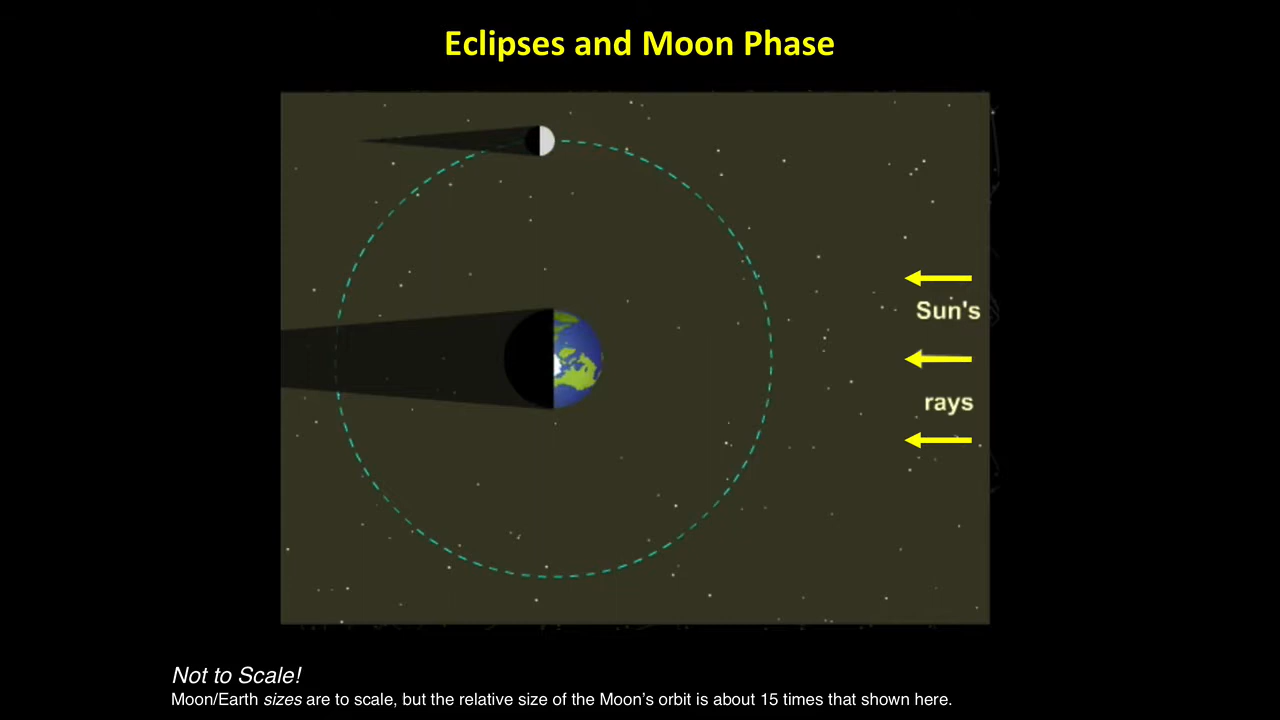 Eclipses and Moon Phase
Sun's
rays
Not to Scale!
Moon/Earth sizes are to scale, but the relative size of the Moon’s orbit is about 15 times that shown here.